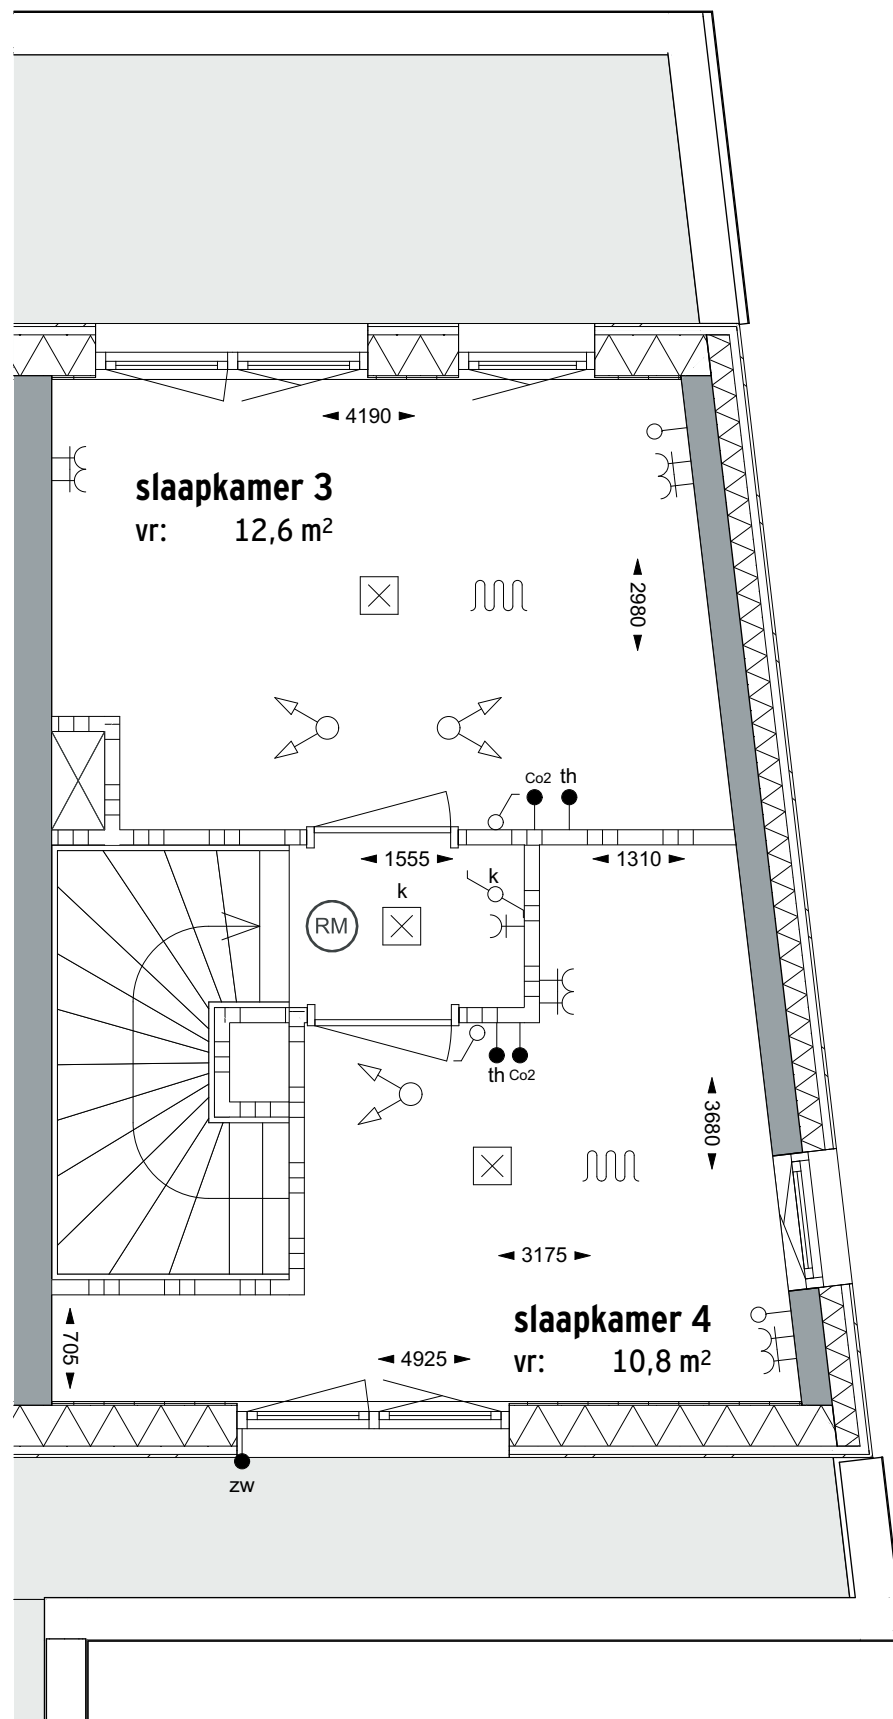 4190
slaapkamer 3
vr: 12,6 m²
2980
Co2 th
1555
1310
k
k
RM
th Co2
3680
3175
slaapkamer 4
705
4925
vr: 10,8 m²
zw